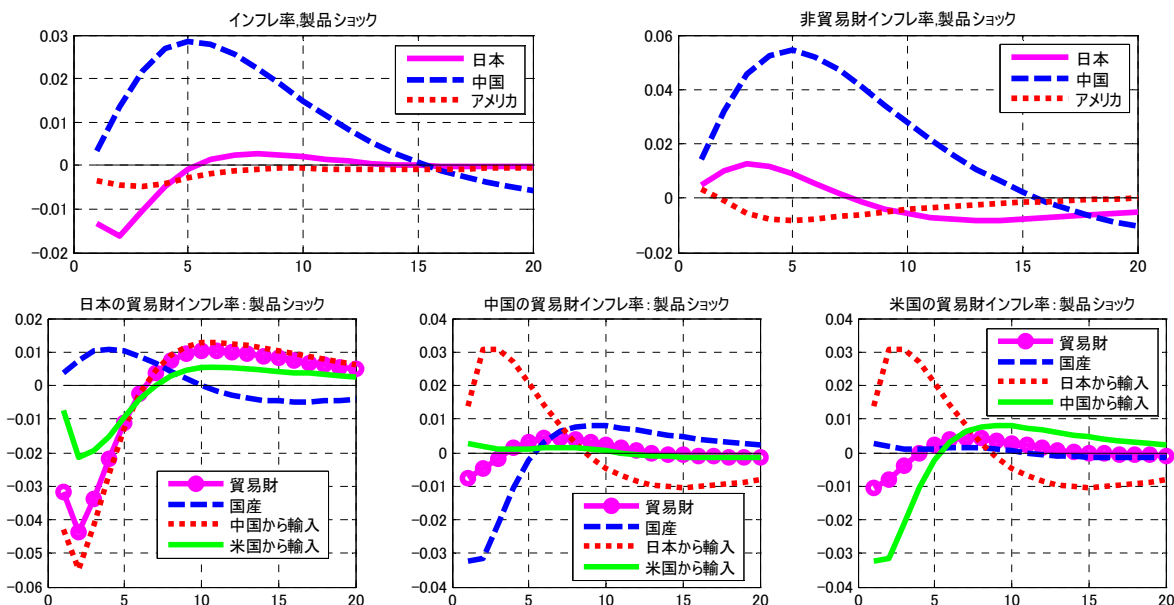 インフレ率,製品ショック
0.03
0.02
0.01
0
−0.01
−0.02
0
5
10
15
20
日本
中国
アメリカ
非貿易財インフレ率,製品ショック
0.06
0.04
0.02
0
−0.02
0
5
10
15
20
日本
中国
アメリカ
日本の貿易財インフレ率:製品ショック
0.02
0.01
0
−0.01
−0.02
−0.03
−0.04
−0.05
−0.06
0
5
10
15
20
貿易財
国産
中国から輸入
米国から輸入
中国の貿易財インフレ率:製品ショック
0.04
0.03
0.02
0.01
0
−0.01
−0.02
−0.03
−0.04
0
5
10
15
20
貿易財
国産
日本から輸入
米国から輸入
米国の貿易財インフレ率:製品ショック
0.04
0.03
0.02
0.01
0
−0.01
−0.02
−0.03
−0.04
0
5
10
15
20
貿易財
国産
日本から輸入
中国から輸入